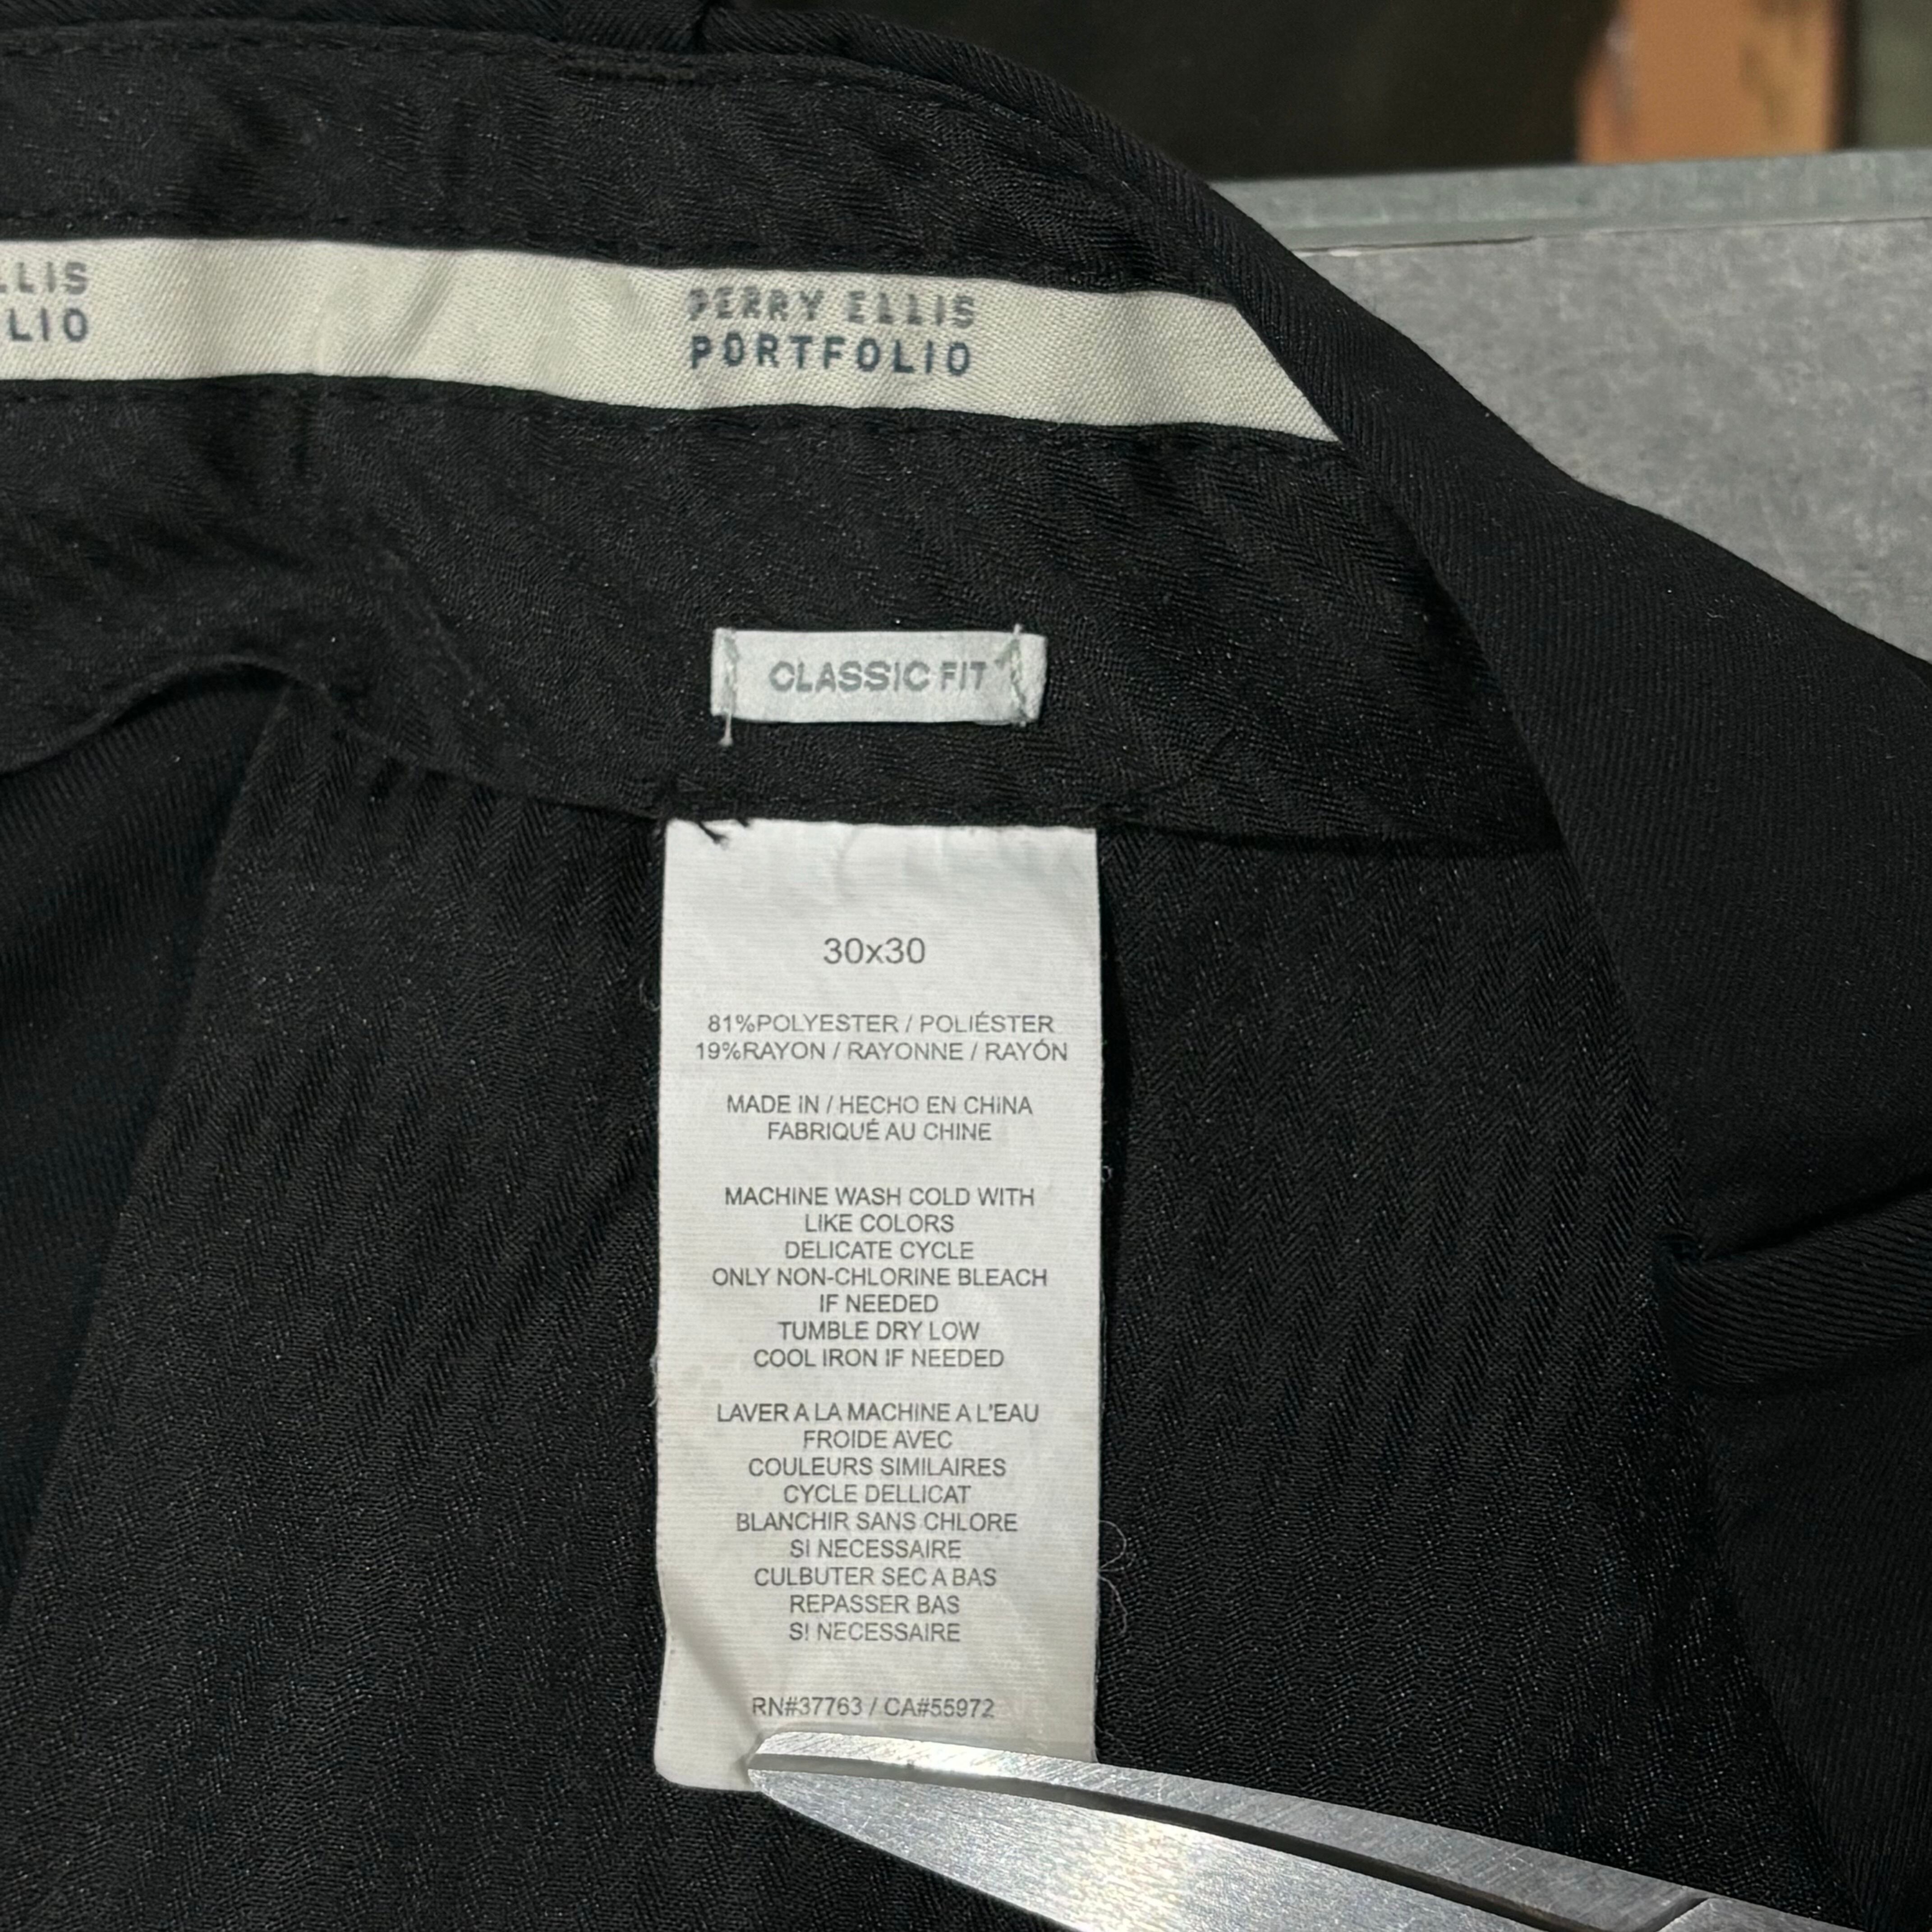 LLIS
LIO
PERRY ELLIS
PORTFOLIO
CLASSIC FIT
30x30
81%POLYESTER / POLIÉSTER
19%RAYON / RAYONNE / RAYÓN
MADE IN / HECHO EN CHINA
FABRIQUÉ AU CHINE
MACHINE WASH COLD WITH
LIKE COLORS
DELICATE CYCLE
ONLY NON-CHLORINE BLEACH
IF NEEDED
TUMBLE DRY LOW
COOL IRON IF NEEDED
LAVER A LA MACHINE A L'EAU
FROIDE AVEC
COULEURS SIMILAIRES
CYCLE DELLICAT
BLANCHIR SANS CHLORE
SI NECESSAIRE
CULBUTER SEC A BAS
REPASSER BAS
SI NECESSAIRE
RN#37763 / CA#55972